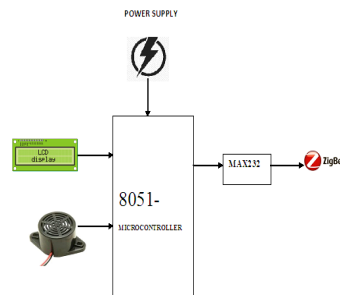 POWER SUPPLY
LCD
display
8051-
MICROCONTROLLER
MAX232
Z ZigBe